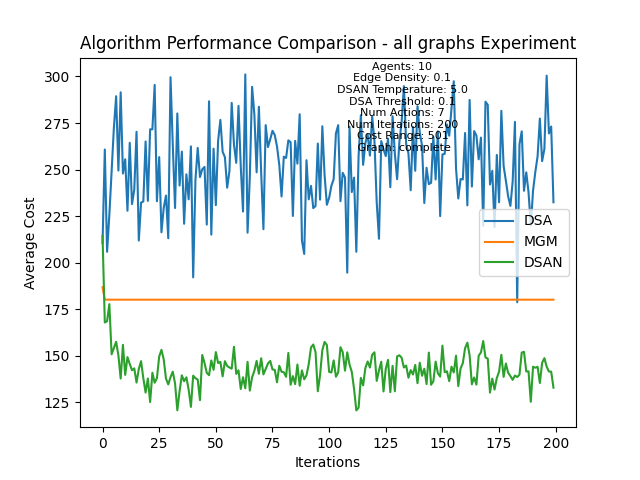 Algorithm Performance Comparison - all graphs Experiment
Agents: 10
Edge Density: 0.1
DSAN Temperature: 5.0
DSA Threshold: 0.1
Num Actions: 7
Num Iterations: 200
Cost Range: 501
Graph: complete
300
275
250
225
200
175
150
125
Average Cost
DSA
MGM
DSAN
0
25
50
75
100
125
150
175
200
Iterations